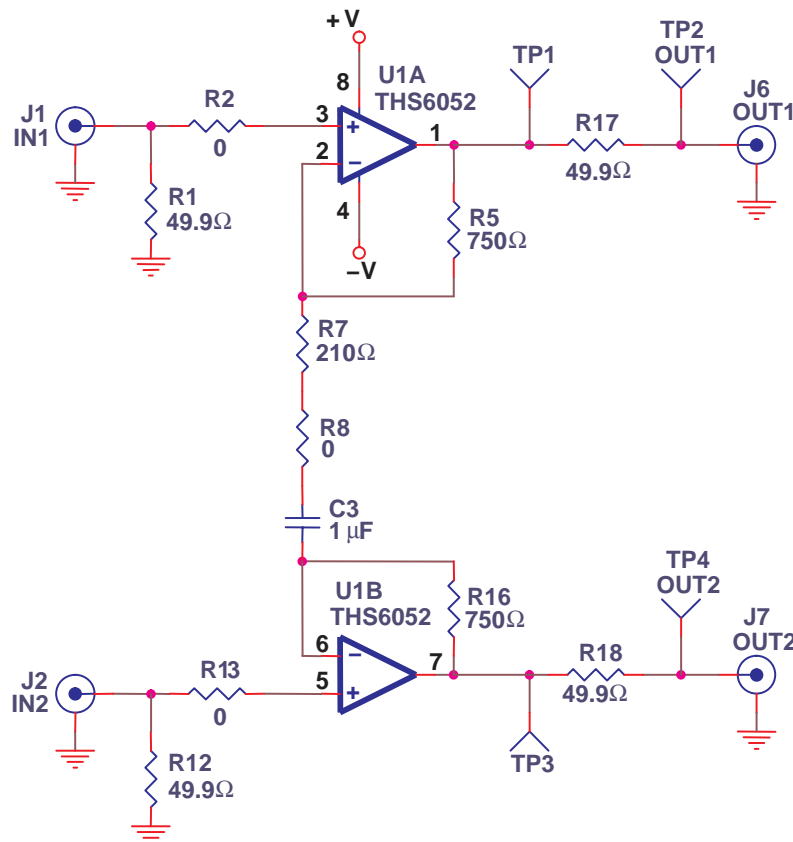 +V
8
U1A
THS6052
TP1
TP2
OUT1
J6
OUT1
J1
IN1
R2
0
3
2
1
4
–V
R1
49.9Ω
R17
49.9Ω
R5
750Ω
R7
210Ω
R8
0
C3
1 μF
U1B
THS6052
R16
750Ω
TP4
OUT2
J7
OUT2
J2
IN2
R13
0
6
5
7
R18
49.9Ω
TP3
R12
49.9Ω